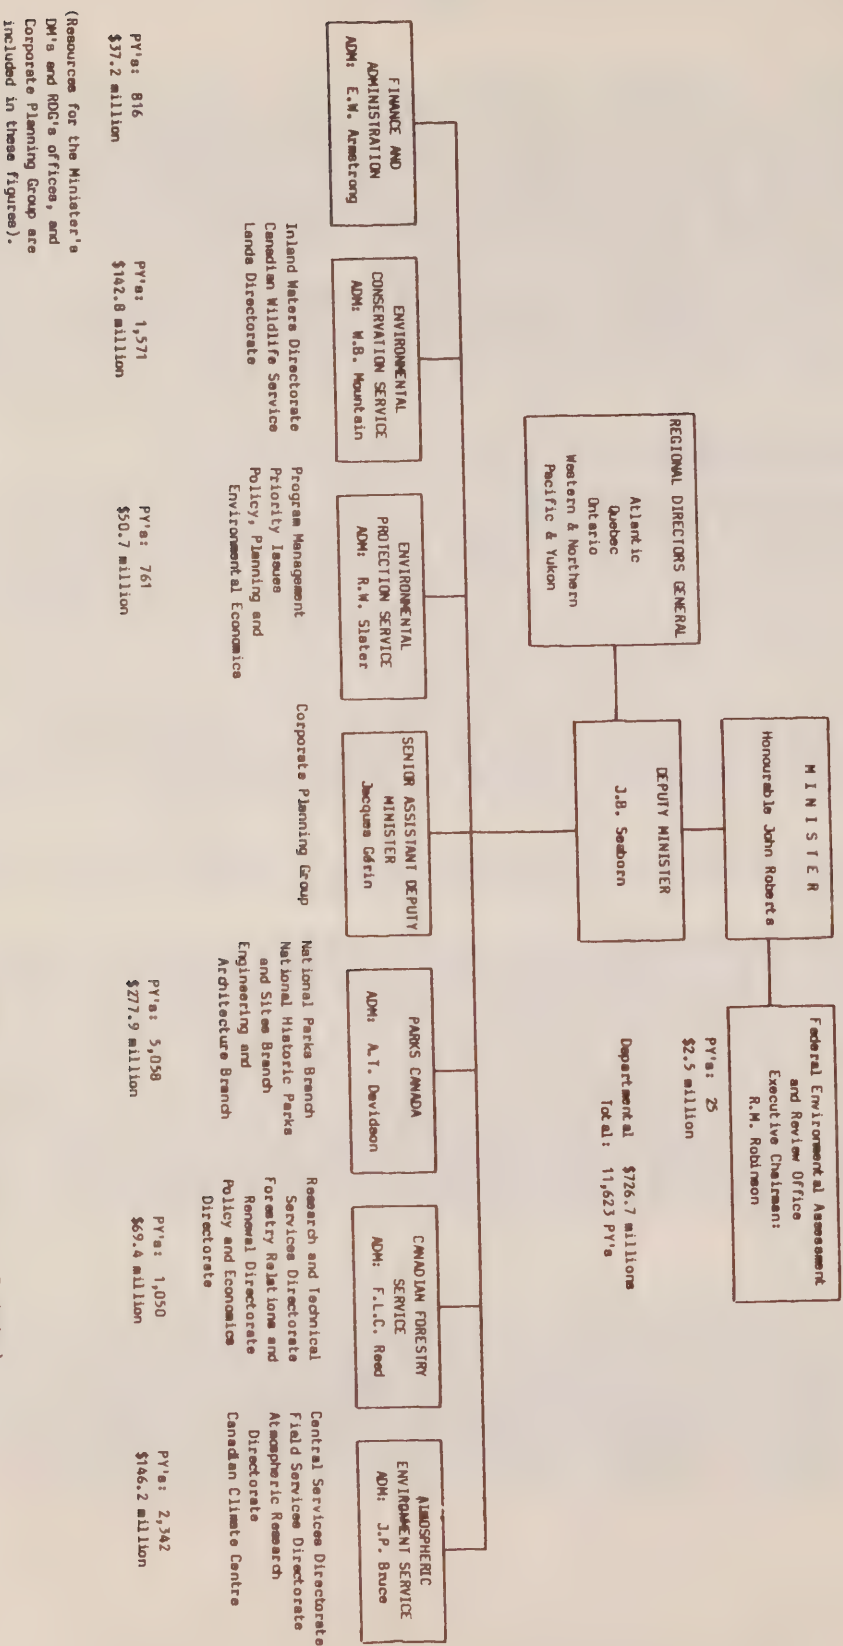 M I N I S T E R
Honourable John Roberts
Federal Environmental Assessment
and Review Office
Executive Chairman:
R.M. Robinson
PY's: 25
$2.5 million
DEPUTY MINISTER
J.B. Seaborn
Departmental $726.7 millions
Total: 11,623 PY's
REGIONAL DIRECTORS GENERAL
Atlantic
Quebec
Ontario
Western & Northern
Pacific & Yukon
FINANCE AND
ADMINISTRATION
ADM: E.W. Armstrong
PY's: 816
$37.2 million
(Resources for the Minister's
DM's and RDG's offices, and
Corporate Planning Group are
included in these figures).
ENVIRONMENTAL
CONSERVATION SERVICE
ADM: W.B. Mountain
Inland Waters Directorate
Canadian Wildlife Service
Lands Directorate
PY's: 1,571
$142.8 million
ENVIRONMENTAL
PROTECTION SERVICE
ADM: R.W. Slater
Program Management
Priority Issues
Policy, Planning and
Environmental Economics
PY's: 761
$50.7 million
SENIOR ASSISTANT DEPUTY
MINISTER
Jacques Gérin
Corporate Planning Group
PARKS CANADA
ADM: A.T. Davidson
National Parks Branch
National Historic Parks
and Sites Branch
Engineering and
Architecture Branch
PY's: 5,058
$277.9 million
CANADIAN FORESTRY
SERVICE
ADM: F.L.C. Reed
Research and Technical
Services Directorate
Forestry Relations and
Renewal Directorate
Policy and Economics
Directorate
PY's: 1,050
$69.4 million
ATMOSPHERIC
ENVIRONMENT SERVICE
ADM: J.P. Bruce
Central Services Directorate
Field Services Directorate
Atmospheric Research
Directorate
Canadian Climate Centre
PY's: 2,342
$146.2 million